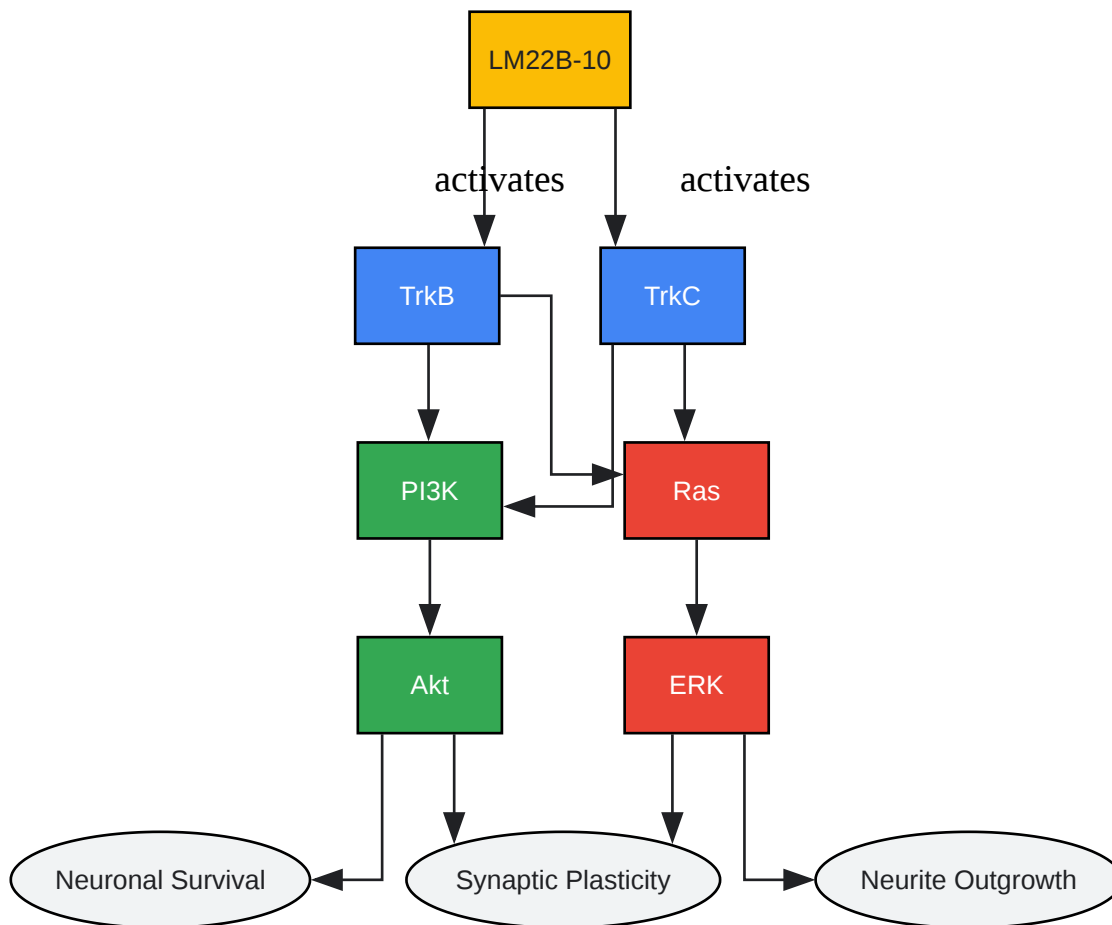 LM22B-10
activates
activates
TrkB
TrkC
PI3K
Ras
Akt
ERK
Neuronal Survival
Synaptic Plasticity
Neurite Outgrowth